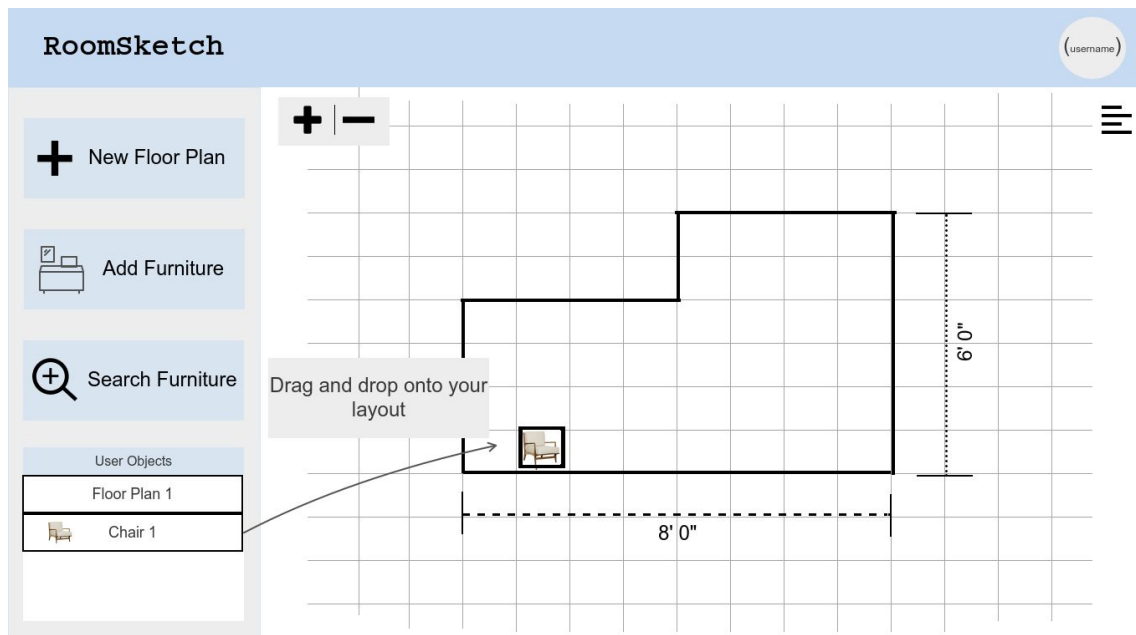 RoomSketch
(username)
New Floor Plan
Add Furniture
Search Furniture
User Objects
Floor Plan 1
Chair 1
Drag and drop onto your
layout
6' 0"
8' 0"